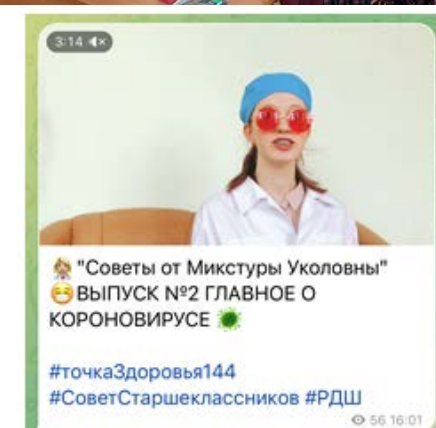 3:14
"Советы от Микстуры Уколовны"
ВЫПУСК №2 ГЛАВНОЕ О
КОРОНОВИРУСЕ
#точкаЗдоровья144
#СоветСтаршеклассников #РДШ
56 16:01